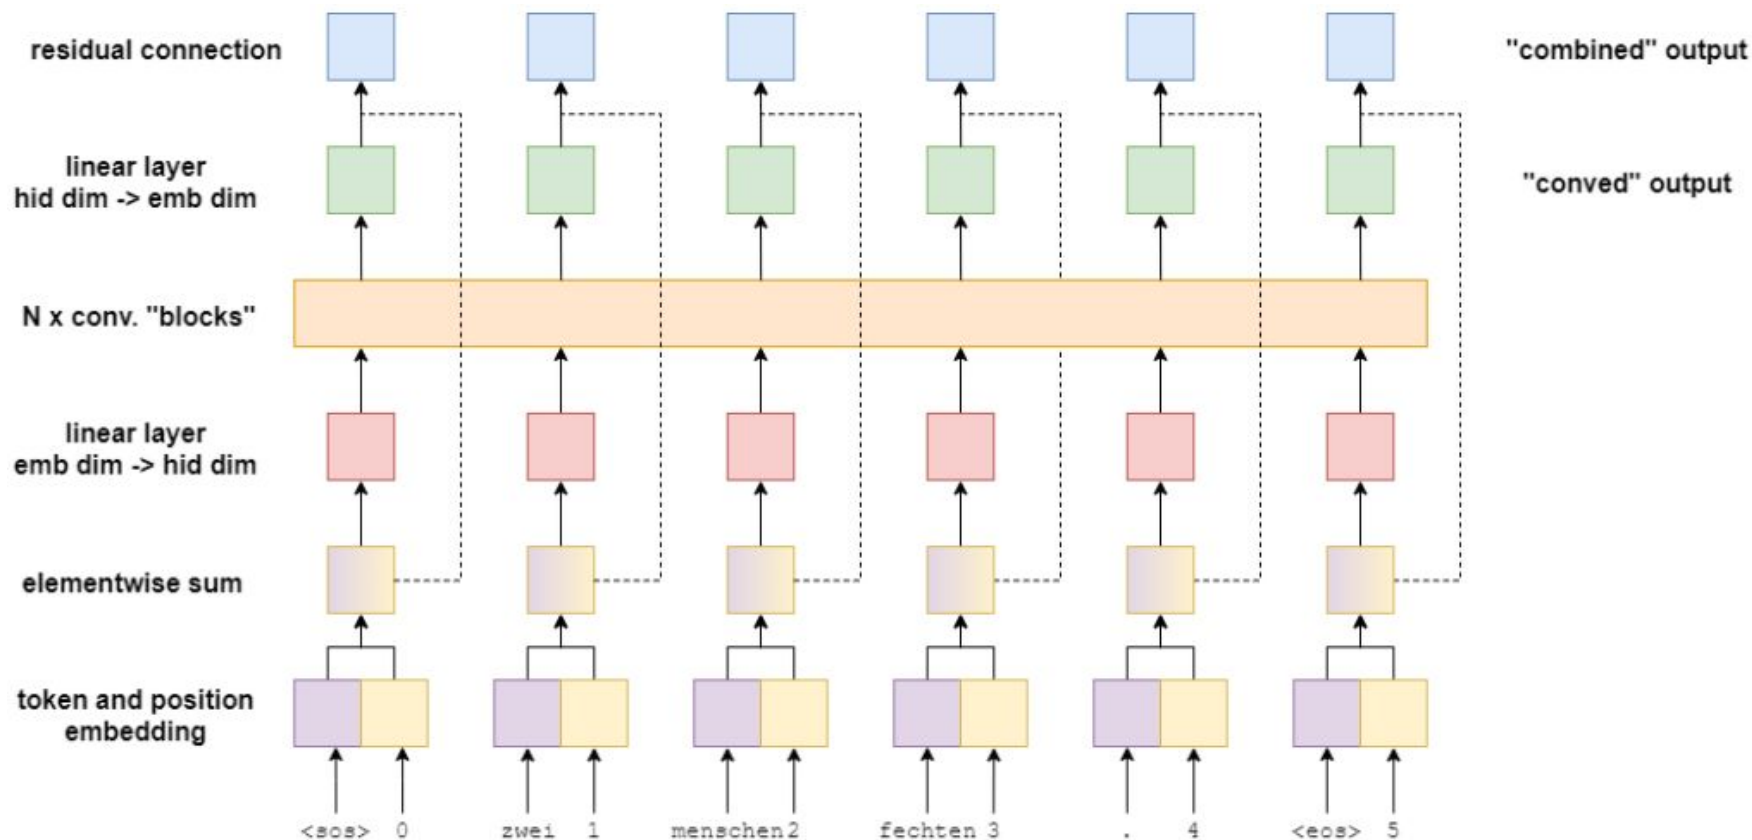 residual connection
"combined" output
linear layer
hid dim -> emb dim
"conved" output
N x conv. "blocks"
linear layer
emb dim -> hid dim
elementwise sum
token and position
embedding
<sos> 0 zwei 1 menschen 2 fechten 3 . 4 <eos> 5